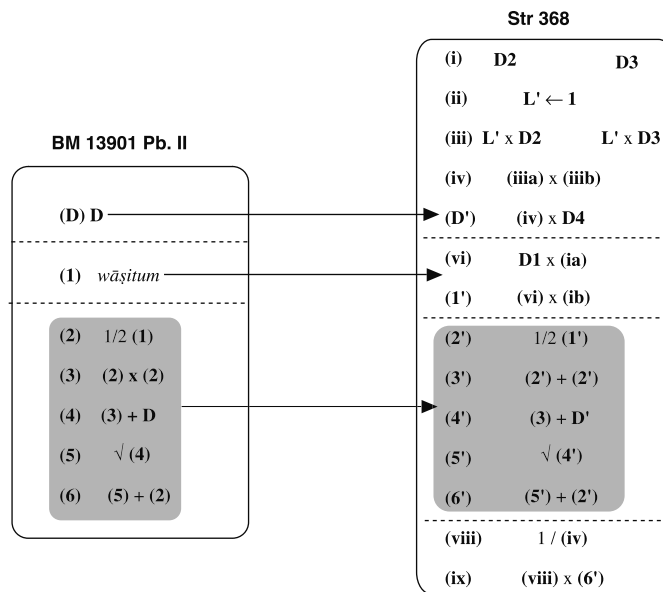 BM 13901 Pb. II
(D) D
(1) wāṣitum
(2) 1/2 (1)
(3) (2) x (2)
(4) (3) + D
(5) √ (4)
(6) (5) + (2)
Str 368
(i) D2 D3
(ii) L' ← 1
(iii) L' x D2 L' x D3
(iv) (iiia) x (iiib)
(D') (iv) x D4
(vi) D1 x (ia)
(1') (vi) x (ib)
(2') 1/2 (1')
(3') (2') + (2')
(4') (3) + D'
(5') √ (4')
(6') (5') + (2')
(viii) 1 / (iv)
(ix) (viii) x (6')